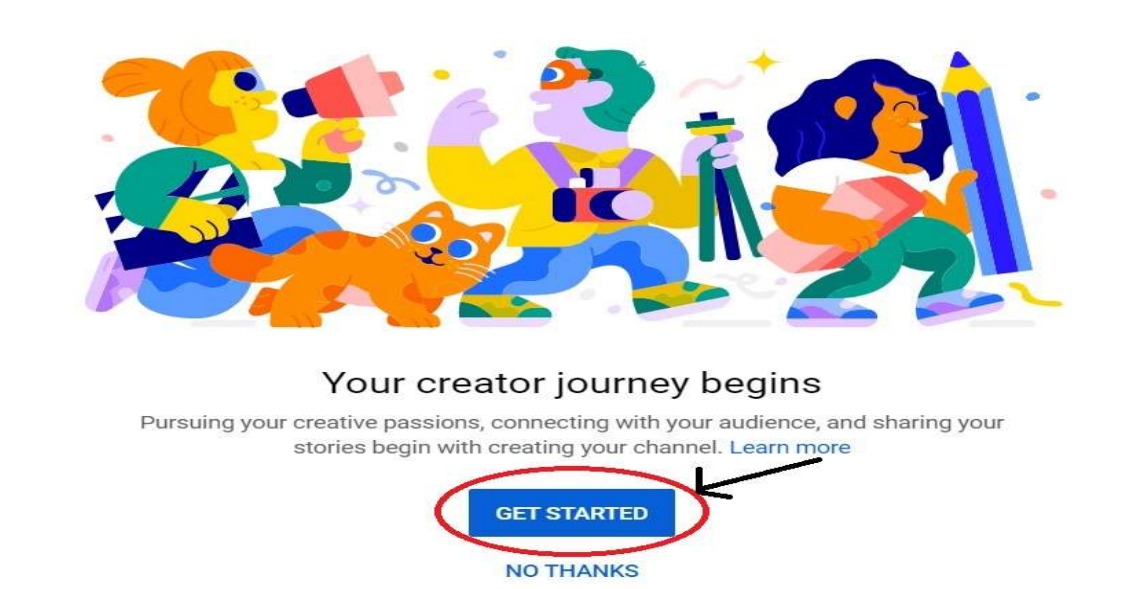 Your creator journey begins
Pursuing your creative passions, connecting with your audience, and sharing your
stories begin with creating your channel. Learn more
GET STARTED
NO THANKS